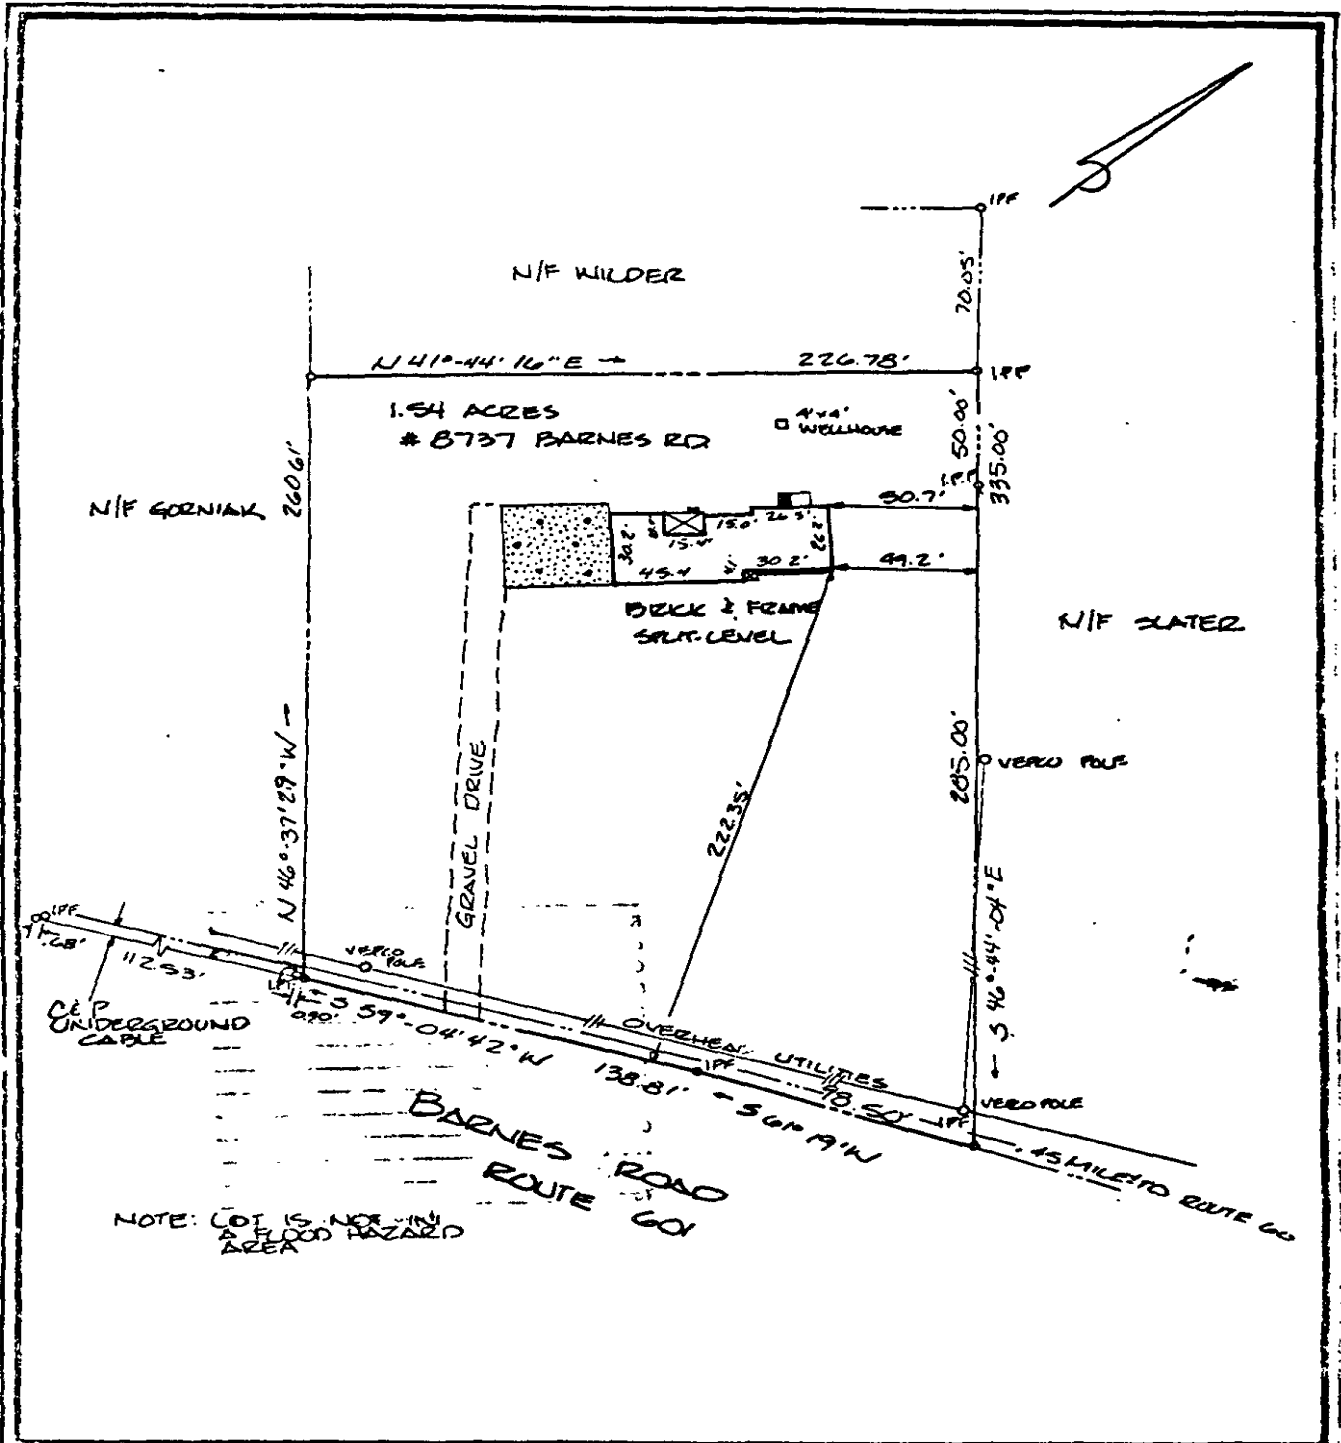 IPF
70.05'
N/F WILDER
N 41°-44' 16" E → 226.78'
IPF
1.54 ACRES
# 8737 BARNES RD
4'x4'
WELLHOUSE
50.00'
335.00'
I.P.F
N/F GORNIAK
260.61'
50.7'
30.2'
15.4'
15.0'
26.3'
26.2'
45.4
30.2'
49.2'
BRICK & FRAME
SPLIT-LEVEL
N/F SLATER
N 46°-37' 29" W →
GRAVEL DRIVE
222.35'
285.00'
VEPCO POLE
← S 46°-44'-04" E
IPF
.68'
112.53'
VEPCO
POLE
C&P
UNDERGROUND
CABLE
IPF
0.90'
← S 59°-04' 42" W
138.81'
OVERHEAD UTILITIES
IPF
98.50'
← S 61° 19' W
IPF
VEPCO POLE
.45 MILE TO ROUTE 60
BARNES ROAD
ROUTE 601
NOTE: LOT IS NOT IN
A FLOOD HAZARD
AREA